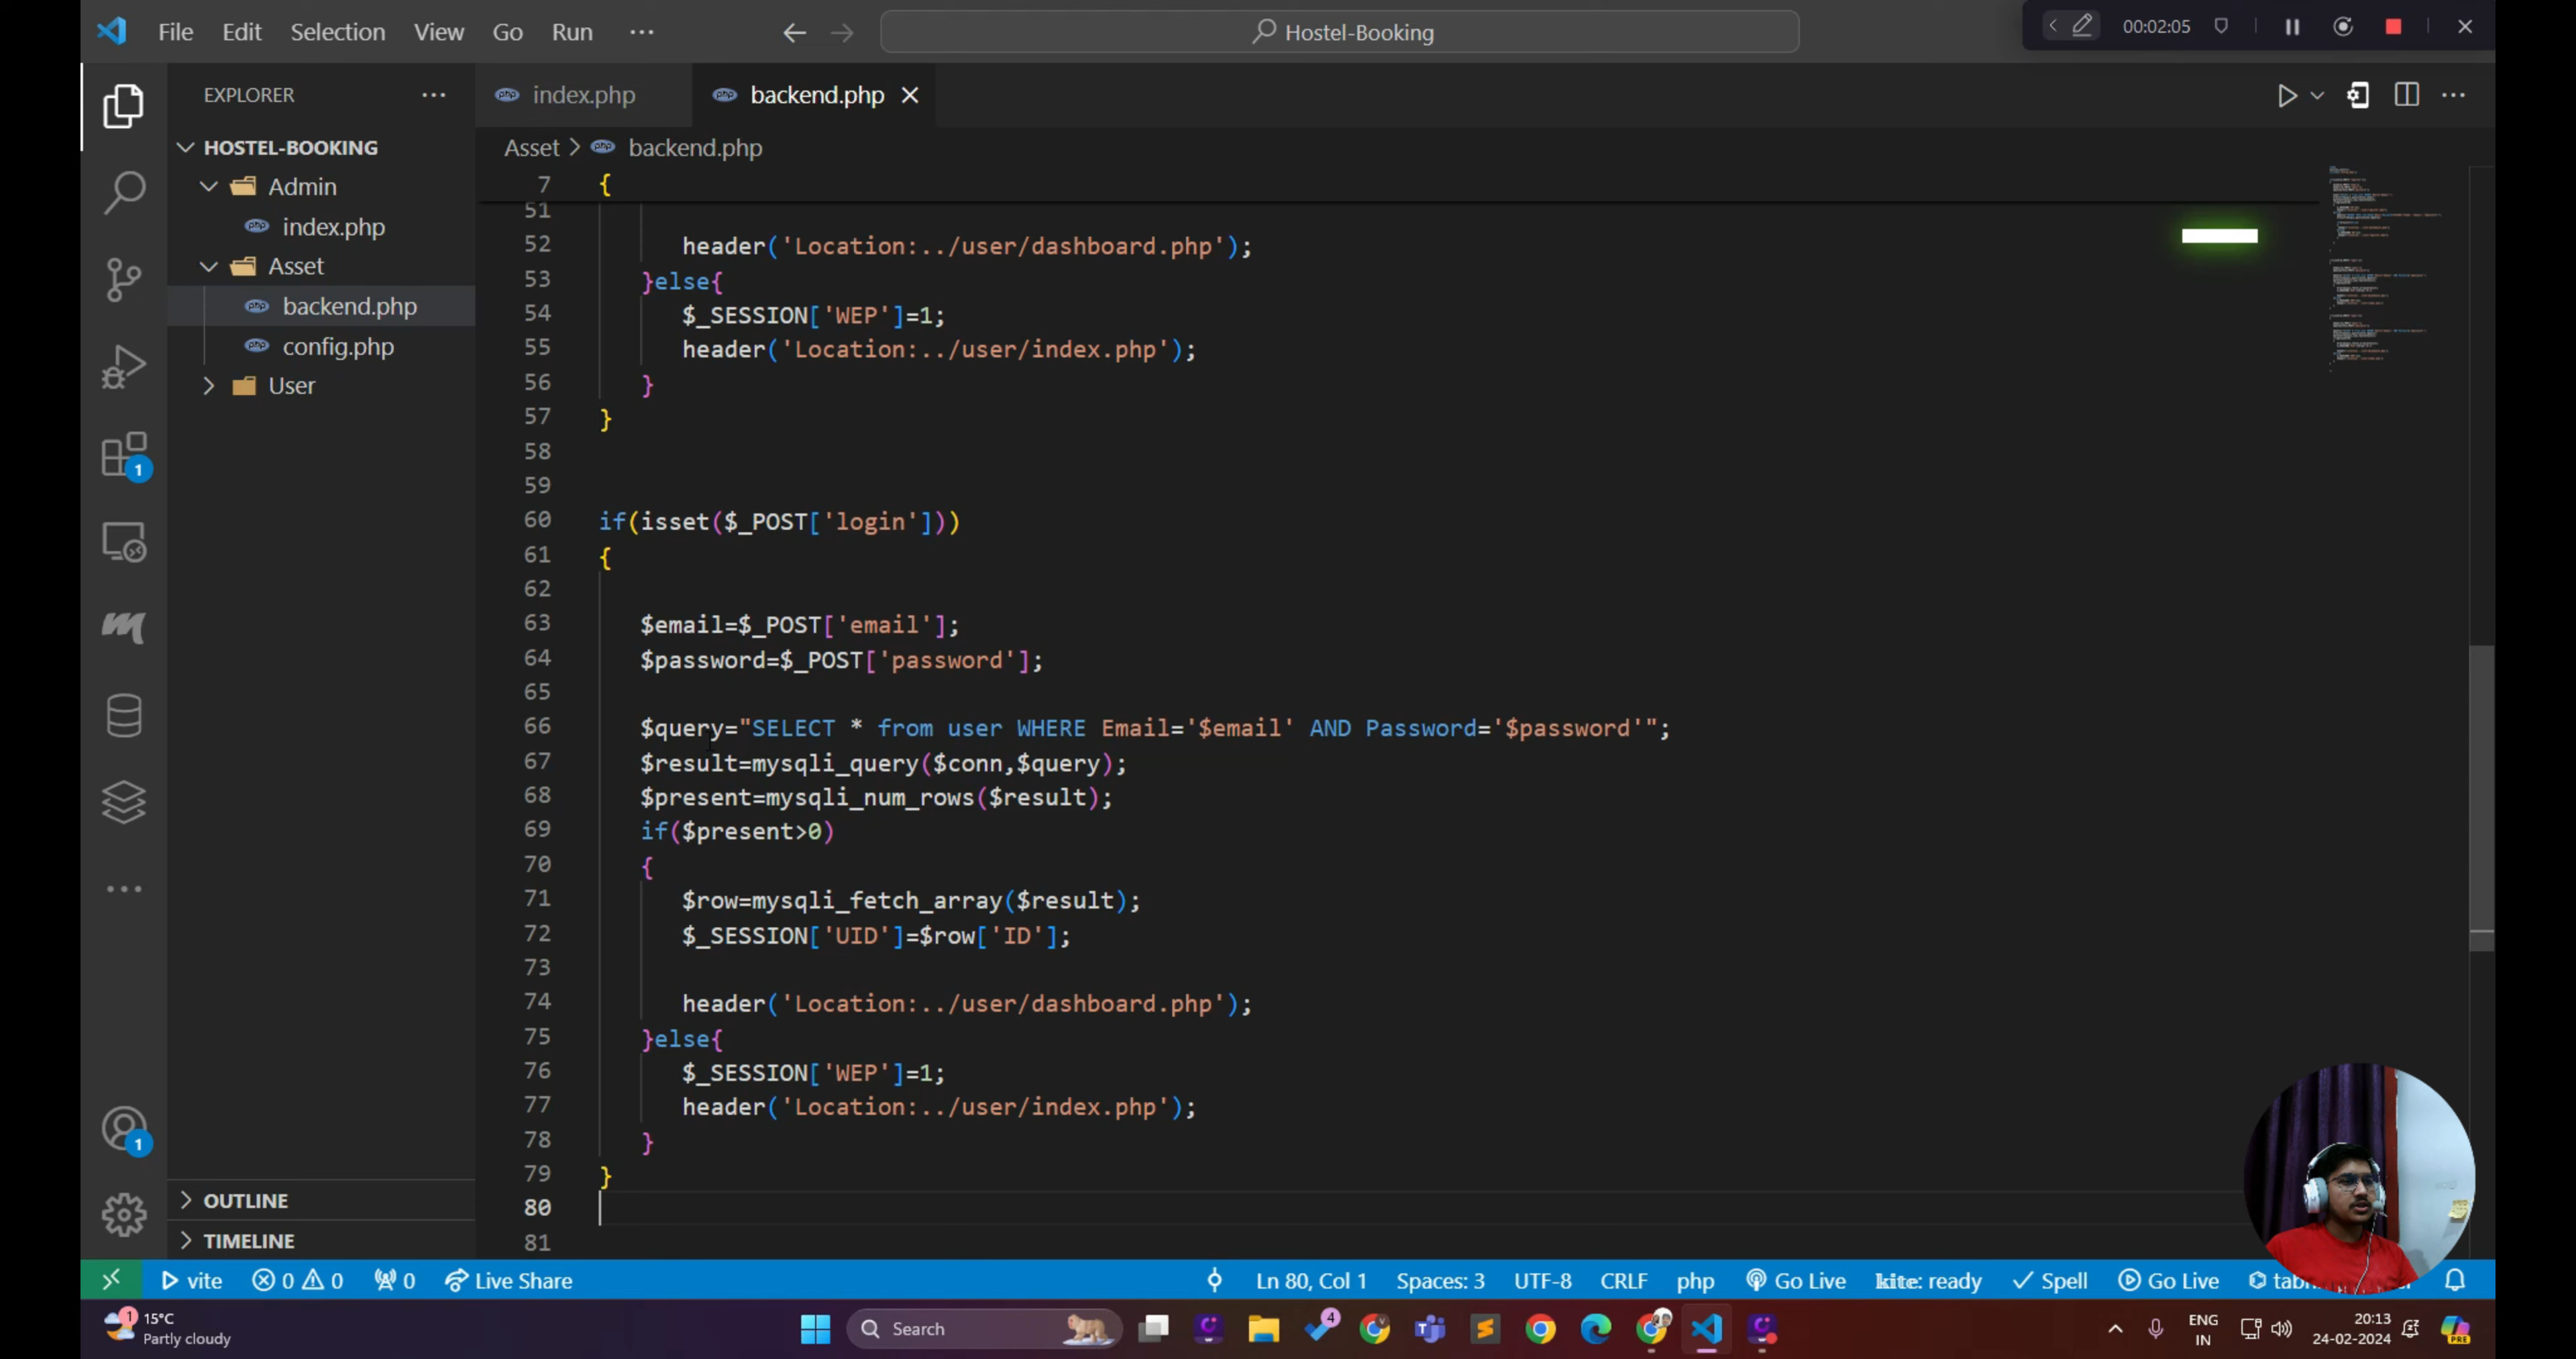 File Edit Selection View Go Run ...
Hostel-Booking
00:02:05
EXPLORER ...
index.php
backend.php
HOSTEL-BOOKING
Admin
index.php
Asset
backend.php
config.php
User
OUTLINE
TIMELINE
Asset > backend.php
7 {
51
52 header('Location:../user/dashboard.php');
53 }else{
54 $_SESSION['WEP']=1;
55 header('Location:../user/index.php');
56 }
57 }
58
59
60 if(isset($_POST['login']))
61 {
62
63 $email=$_POST['email'];
64 $password=$_POST['password'];
65
66 $query="SELECT * from user WHERE Email='$email' AND Password='$password'";
67 $result=mysqli_query($conn,$query);
68 $present=mysqli_num_rows($result);
69 if($present>0)
70 {
71 $row=mysqli_fetch_array($result);
72 $_SESSION['UID']=$row['ID'];
73
74 header('Location:../user/dashboard.php');
75 }else{
76 $_SESSION['WEP']=1;
77 header('Location:../user/index.php');
78 }
79 }
80
81
1
1
vite 0 0 0 Live Share
Ln 80, Col 1 Spaces: 3 UTF-8 CRLF php Go Live kite: ready Spell Go Live
1
15°C
Partly cloudy
Search
4
ENG
IN
20:13
24-02-2024
PRE